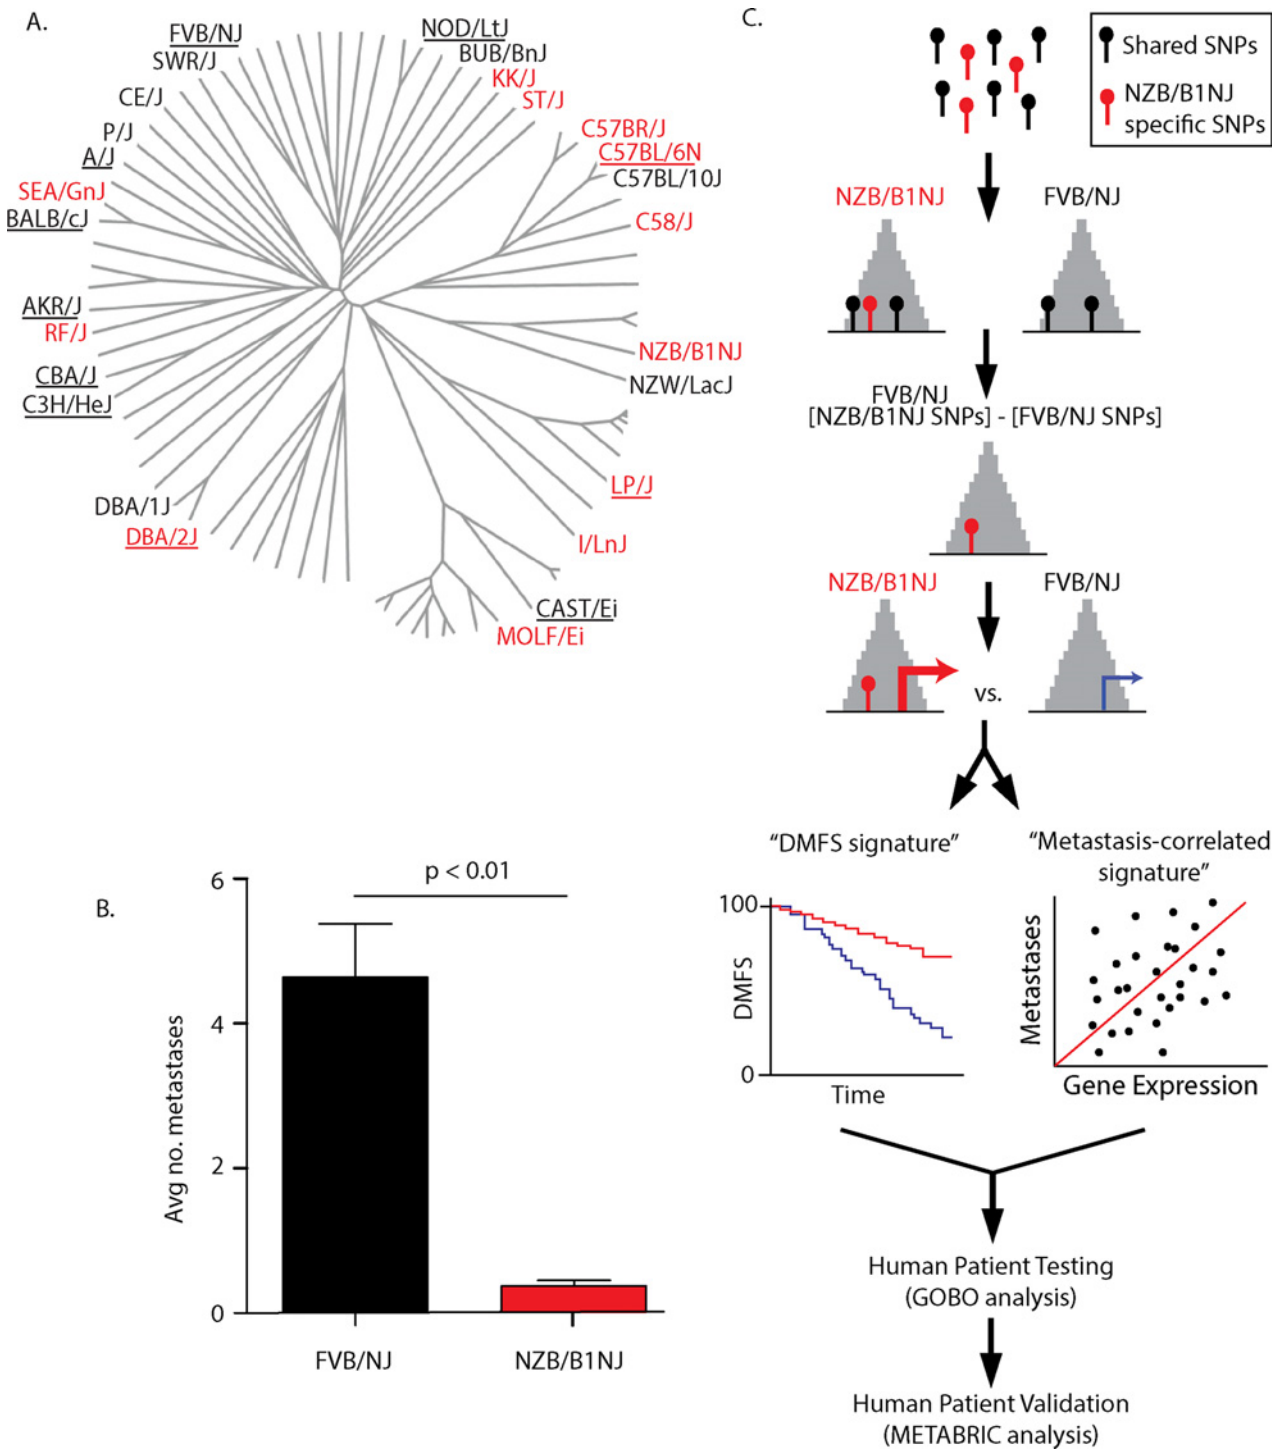 A.
FVB/NJ
SWR/J
CE/J
P/J
A/J
SEA/GnJ
BALB/cJ
AKR/J
RF/J
CBA/J
C3H/HeJ
DBA/1J
DBA/2J
NOD/LtJ
BUB/BnJ
KK/J
ST/J
C57BR/J
C57BL/6N
C57BL/10J
C58/J
NZB/B1NJ
NZW/LacJ
LP/J
I/LnJ
CAST/Ei
MOLF/Ei
B.
p < 0.01
Avg no. metastases
6
4
2
0
FVB/NJ
NZB/B1NJ
C.
Shared SNPs
NZB/B1NJ
specific SNPs
NZB/B1NJ
FVB/NJ
FVB/NJ
[NZB/B1NJ SNPs] - [FVB/NJ SNPs]
NZB/B1NJ
FVB/NJ
vs.
“DMFS signature”
100
DMFS
0
Time
“Metastasis-correlated
signature”
Metastases
Gene Expression
Human Patient Testing
(GOBO analysis)
Human Patient Validation
(METABRIC analysis)